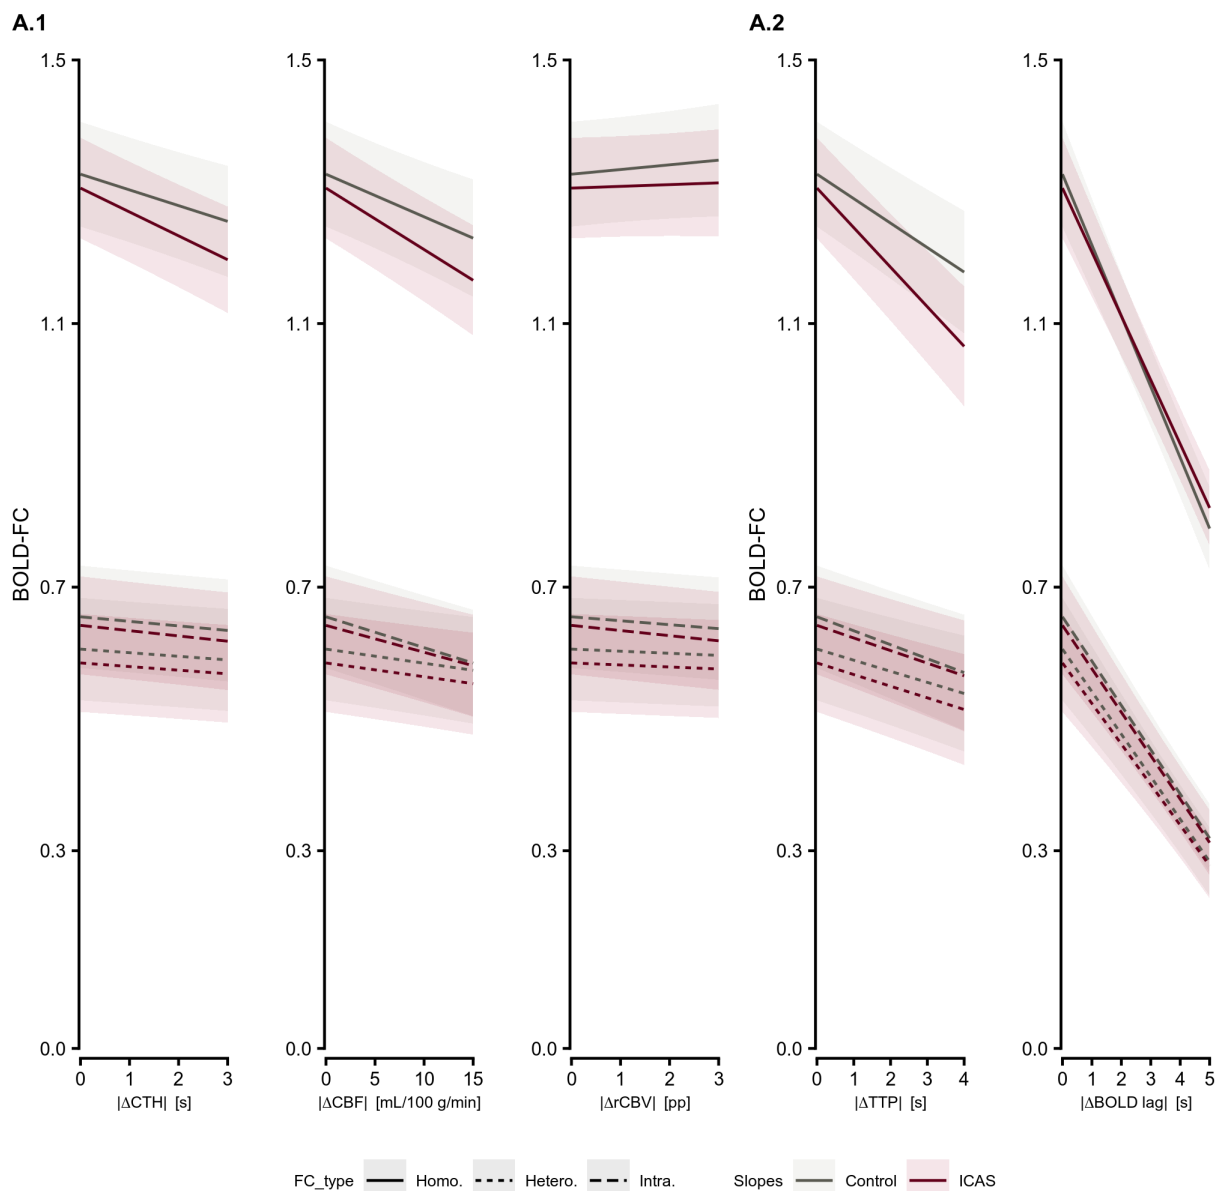 A.1
A.2
BOLD-FC
1.5
1.1
0.7
0.3
0.0
0 1 2 3
|ΔCTH| [s]
1.5
1.1
0.7
0.3
0.0
0 5 10 15
|ΔCBF| [mL/100 g/min]
1.5
1.1
0.7
0.3
0.0
0 1 2 3
|ΔrCBV| [pp]
BOLD-FC
1.5
1.1
0.7
0.3
0.0
0 1 2 3 4
|ΔTTP| [s]
1.5
1.1
0.7
0.3
0.0
0 1 2 3 4 5
|ΔBOLD lag| [s]
FC_type Homo. Hetero. Intra. Slopes Control ICAS